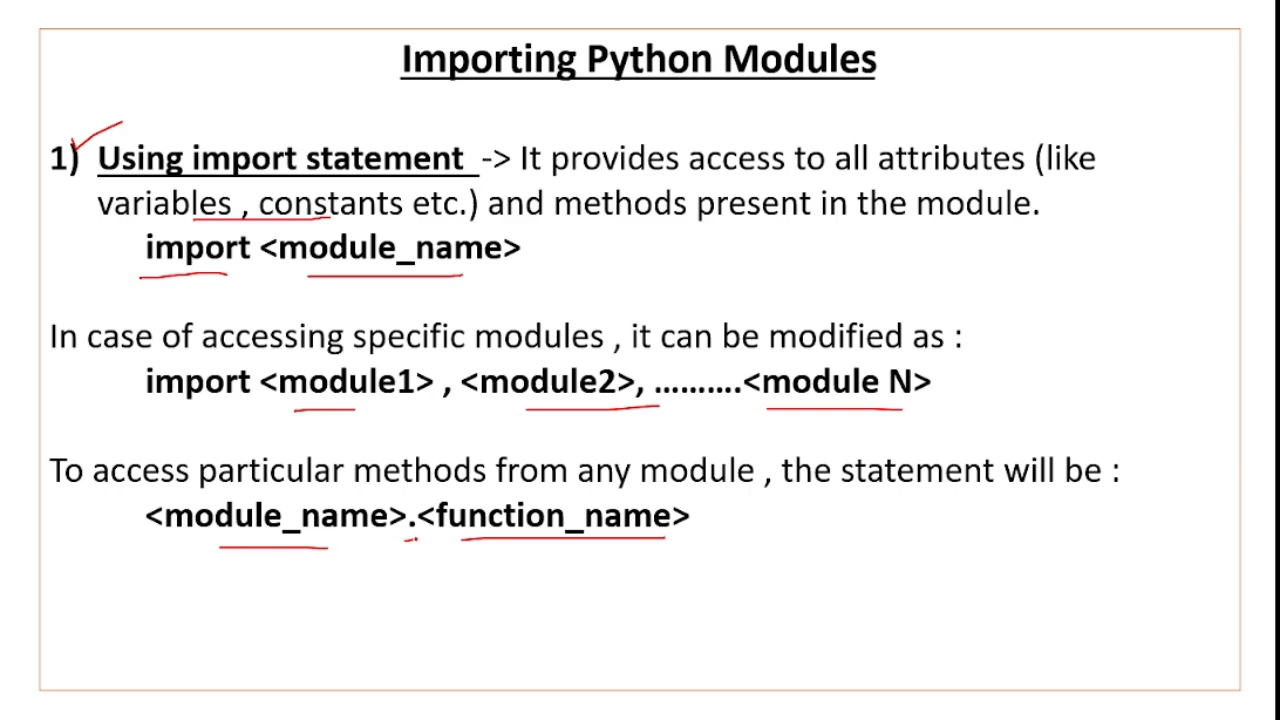 Importing Python Modules
1) Using import statement -> It provides access to all attributes (like
variables , constants etc.) and methods present in the module.
import <module_name>
In case of accessing specific modules , it can be modified as :
import <module1> , <module2>, ……….<module N>
To access particular methods from any module , the statement will be :
<module_name>.<function_name>